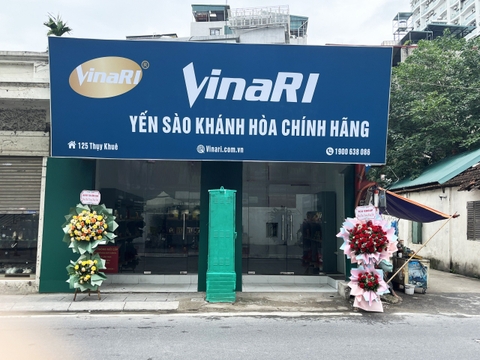 VinaRI®
VinaRI
YẾN SÀO KHÁNH HÒA CHÍNH HÃNG
125 Thụy Khuê
Vinari.com.vn
1900 638 086